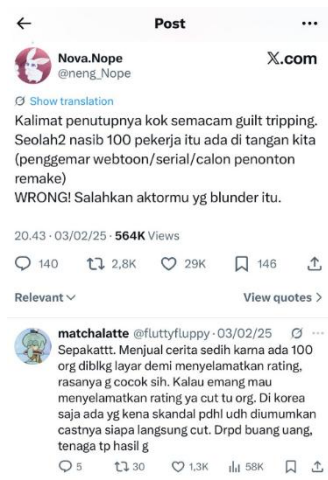 Post
Nova.Nope
@neng_Nope
X.com
Show translation
Kalimat penutupnya kok semacam guilt tripping.
Seolah2 nasib 100 pekerja itu ada di tangan kita
(penggemar webtoon/serial/calon penonton
remake)
WRONG! Salahkan aktormu yg blunder itu.
20.43 · 03/02/25 · 564K Views
140 2,8K 29K 146
Relevant View quotes
matchalatte @fluttyfluppy · 03/02/25
Sepakattt. Menjual cerita sedih karna ada 100
org diblkg layar demi menyelamatkan rating,
rasanya g cocok sih. Kalau emang mau
menyelamatkan rating ya cut tu org. Di korea
saja ada yg kena skandal pdhl udh diumumkan
castnya siapa langsung cut. Drpd buang uang,
tenaga tp hasil g
5 30 1,3K 58K